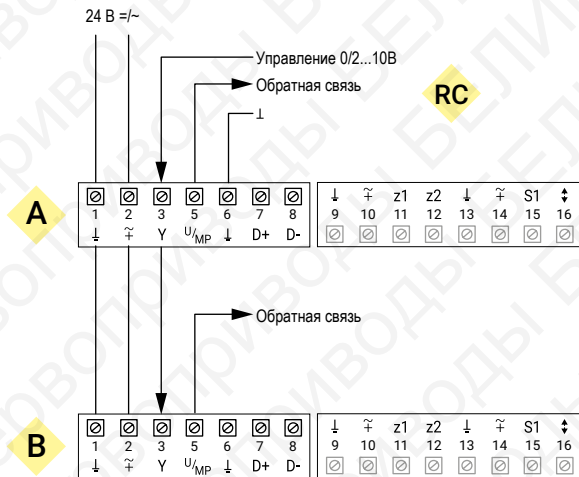 24 В =/~
Управление 0/2...10В
Обратная связь
⊥
RC
A
1 2 3 5 6 7 8
⏚ ~+ Y U/MP ⏚ D+ D-
⏚ ~+ z1 z2 ⏚ ~+ S1
9 10 11 12 13 14 15 16
Обратная связь
B
1 2 3 5 6 7 8
⏚ ~+ Y U/MP ⏚ D+ D-
⏚ ~+ z1 z2 ⏚ ~+ S1
9 10 11 12 13 14 15 16